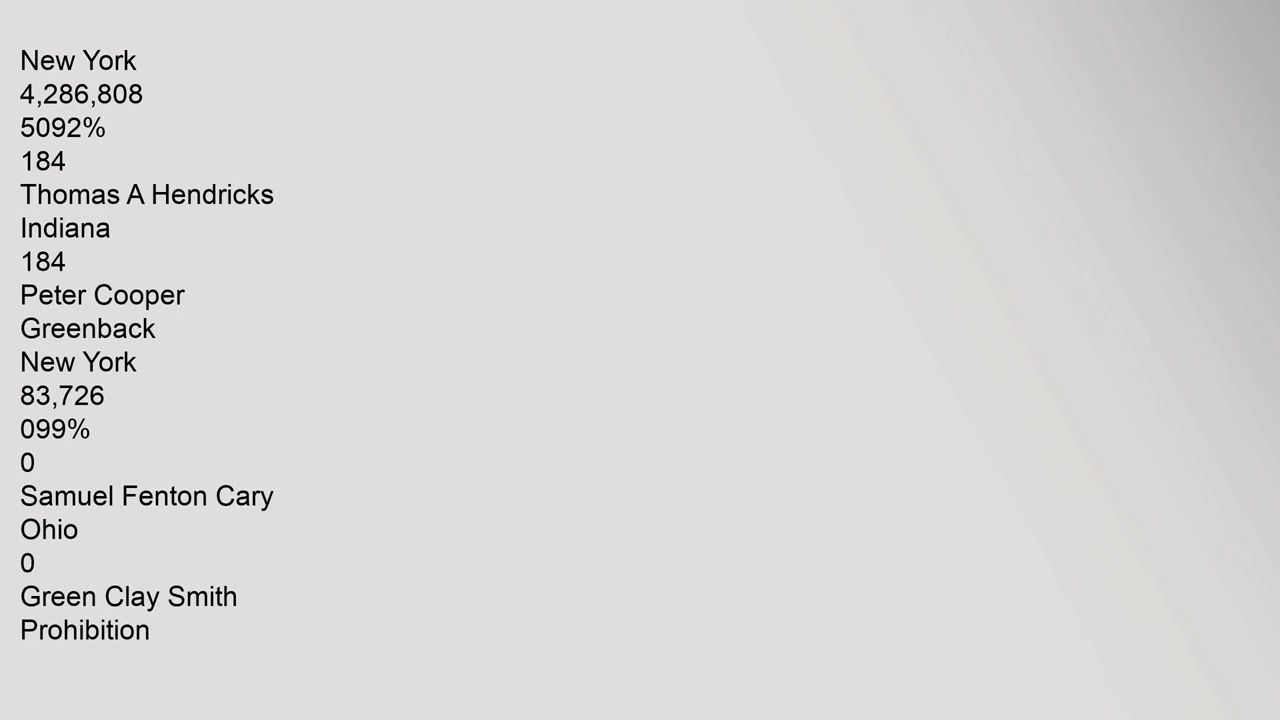 New York
4,286,808
5092%
184
Thomas A Hendricks
Indiana
184
Peter Cooper
Greenback
New York
83,726
099%
0
Samuel Fenton Cary
Ohio
0
Green Clay Smith
Prohibition